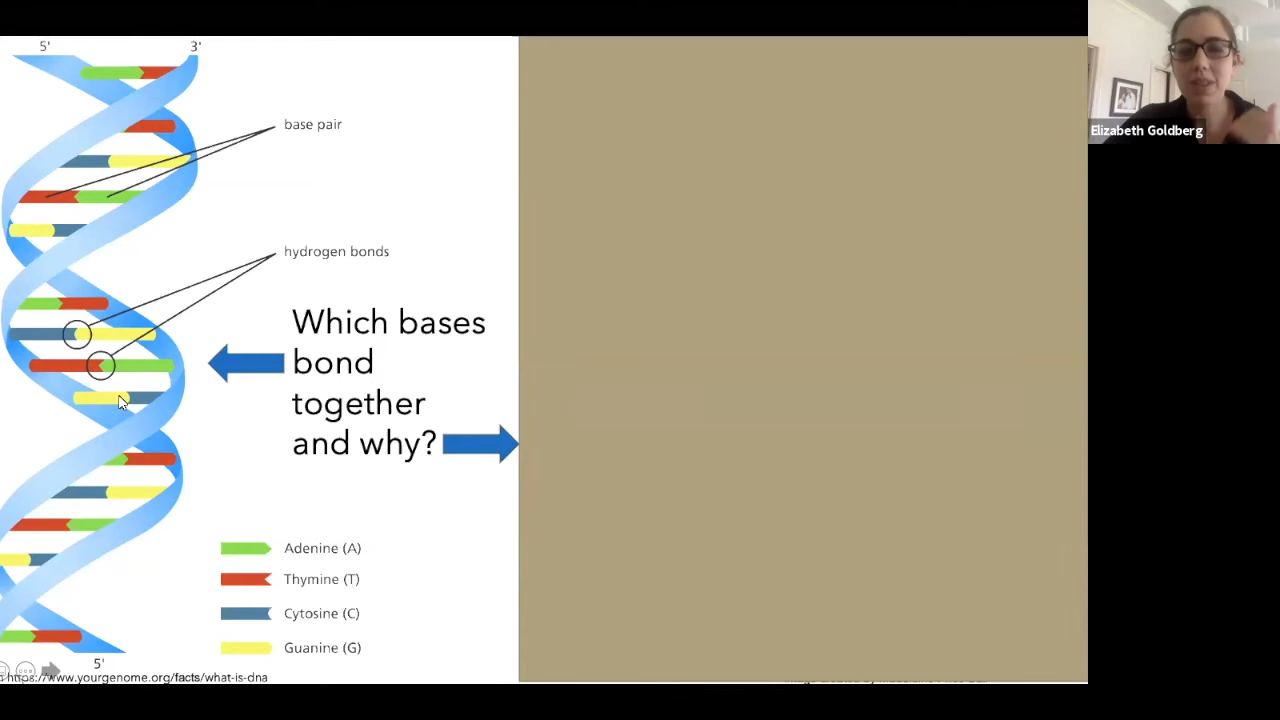 5'
3'
base pair
hydrogen bonds
Which bases
bond
together
and why?
Adenine (A)
Thymine (T)
Cytosine (C)
Guanine (G)
5'
https://www.yourgenome.org/facts/what-is-dna
Elizabeth Goldberg